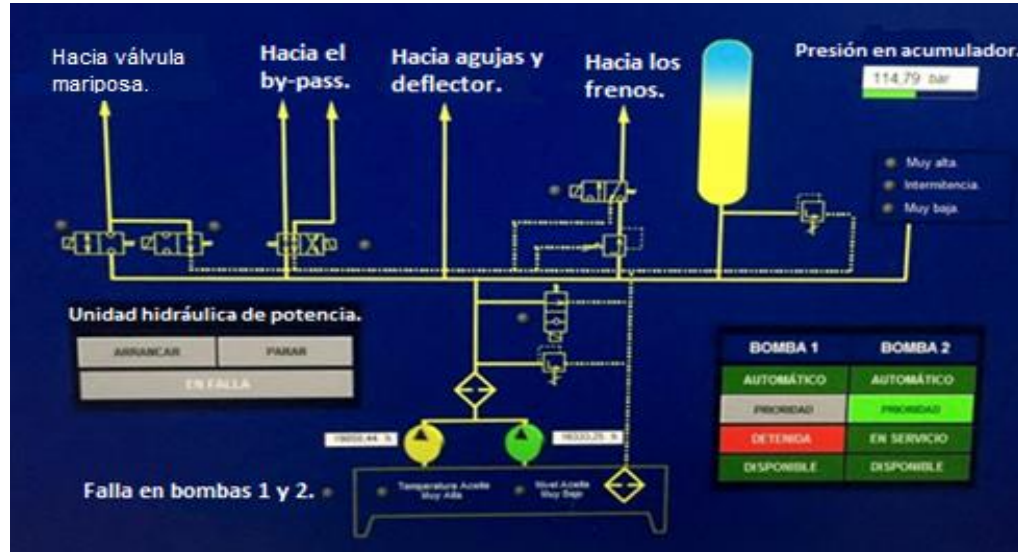 Hacia válvula
mariposa.
Hacia el
by-pass.
Hacia agujas y
deflector.
Hacia los
frenos.
Presión en acumulador.
114,79 bar
Muy alta.
Intermitencia.
Muy baja.
Unidad hidráulica de potencia.
ARRANCAR PARAR
EN FALLA
BOMBA 1 BOMBA 2
AUTOMÁTICO AUTOMÁTICO
PRIORIDAD PRIORIDAD
DETENIDA EN SERVICIO
DISPONIBLE DISPONIBLE
Falla en bombas 1 y 2.
Temperatura Aceite
Muy Alta
Nivel Aceite
Muy Bajo